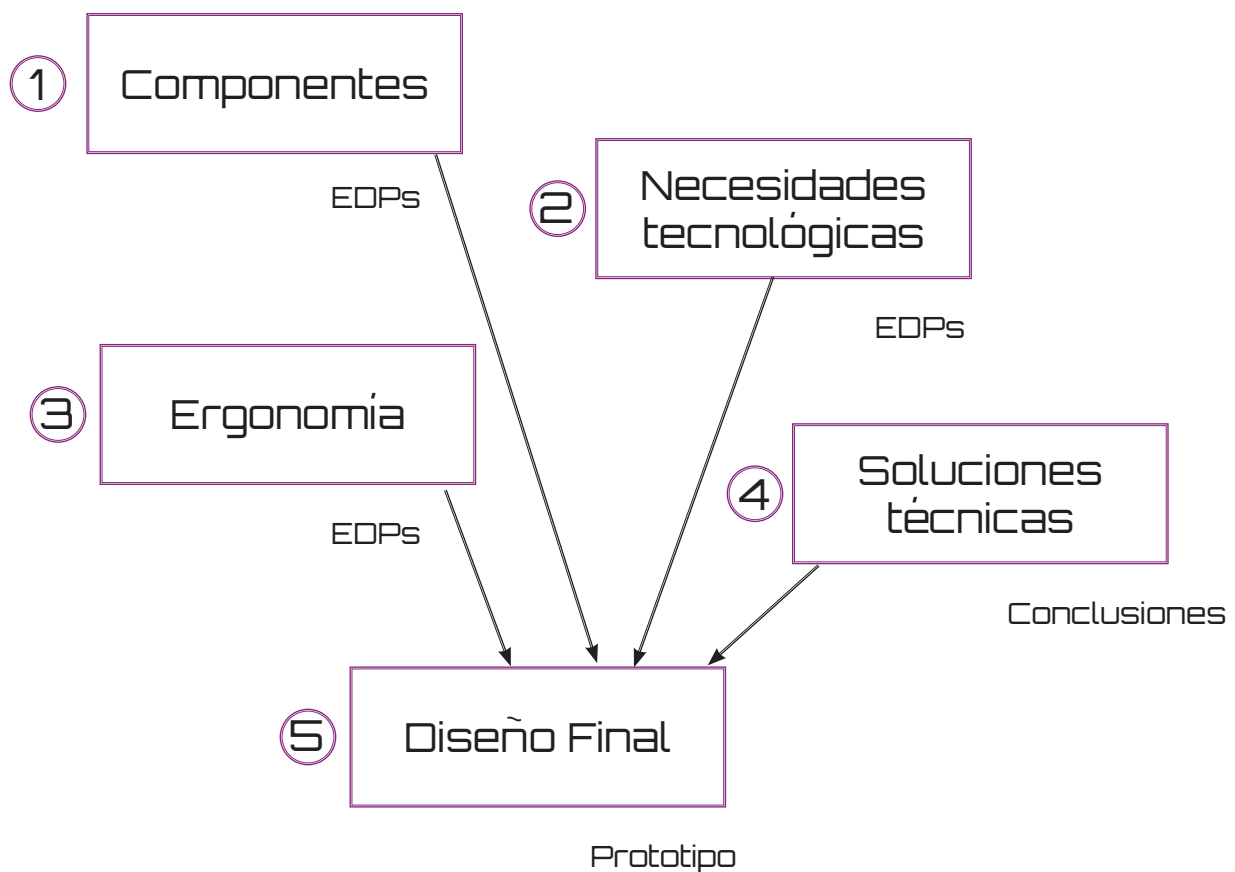 1
Componentes
EDPs
2
Necesidades
tecnológicas
EDPs
3
Ergonomía
EDPs
4
Soluciones
técnicas
Conclusiones
5
Diseño Final
Prototipo